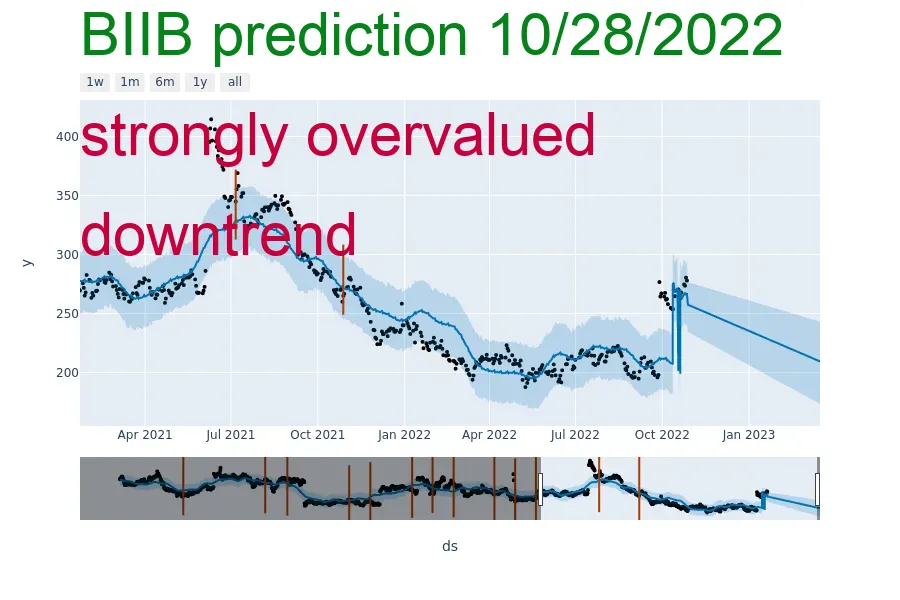 BIIB prediction 10/28/2022
1w 1m 6m 1y all
strongly overvalued
downtrend
400
350
300
250
200
y
Apr 2021 Jul 2021 Oct 2021 Jan 2022 Apr 2022 Jul 2022 Oct 2022 Jan 2023
ds